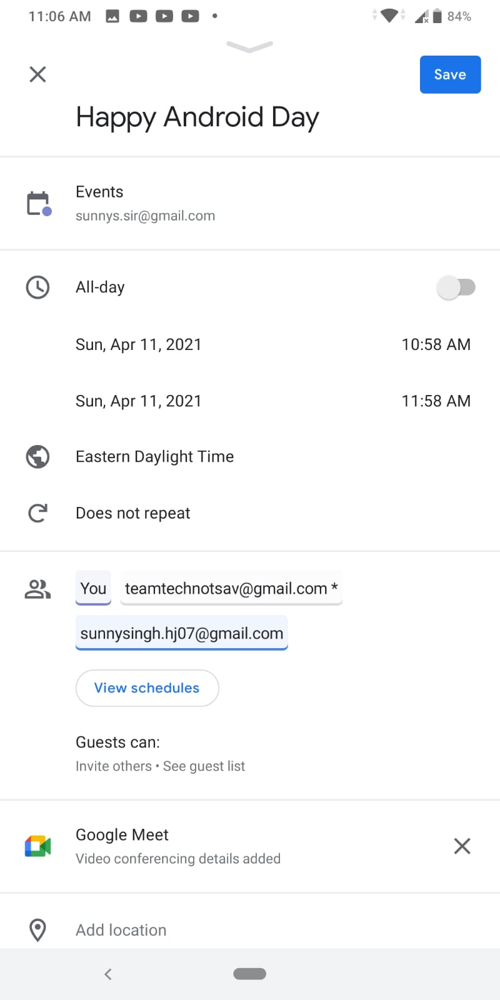 11:06 AM 84%
Save
Happy Android Day
Events
sunnys.sir@gmail.com
All-day
Sun, Apr 11, 2021 10:58 AM
Sun, Apr 11, 2021 11:58 AM
Eastern Daylight Time
Does not repeat
You teamtechnotsav@gmail.com *
sunnysingh.hj07@gmail.com
View schedules
Guests can:
Invite others • See guest list
Google Meet
Video conferencing details added
Add location